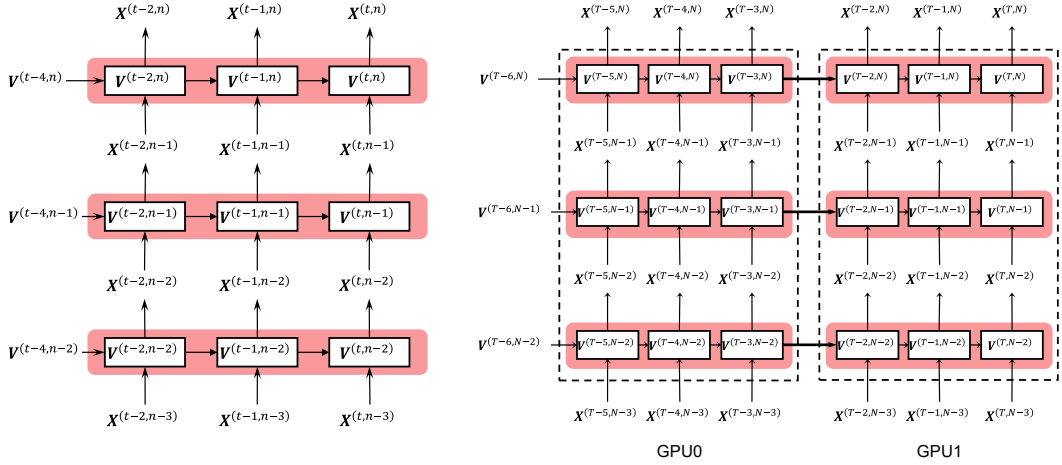 X^(t−2,n) X^(t−1,n) X^(t,n)
V^(t−4,n) V^(t−2,n) V^(t−1,n) V^(t,n)
X^(t−2,n−1) X^(t−1,n−1) X^(t,n−1)
V^(t−4,n−1) V^(t−2,n−1) V^(t−1,n−1) V^(t,n−1)
X^(t−2,n−2) X^(t−1,n−2) X^(t,n−2)
V^(t−4,n−2) V^(t−2,n−2) V^(t−1,n−2) V^(t,n−2)
X^(t−2,n−3) X^(t−1,n−3) X^(t,n−3)
X^(T−5,N) X^(T−4,N) X^(T−3,N) X^(T−2,N) X^(T−1,N) X^(T,N)
V^(T−6,N) V^(T−5,N) V^(T−4,N) V^(T−3,N) V^(T−2,N) V^(T−1,N) V^(T,N)
X^(T−5,N−1) X^(T−4,N−1) X^(T−3,N−1) X^(T−2,N−1) X^(T−1,N−1) X^(T,N−1)
V^(T−6,N−1) V^(T−5,N−1) V^(T−4,N−1) V^(T−3,N−1) V^(T−2,N−1) V^(T−1,N−1) V^(T,N−1)
X^(T−5,N−2) X^(T−4,N−2) X^(T−3,N−2) X^(T−2,N−2) X^(T−1,N−2) X^(T,N−2)
V^(T−6,N−2) V^(T−5,N−2) V^(T−4,N−2) V^(T−3,N−2) V^(T−2,N−2) V^(T−1,N−2) V^(T,N−2)
X^(T−5,N−3) X^(T−4,N−3) X^(T−3,N−3) X^(T−2,N−3) X^(T−1,N−3) X^(T,N−3)
GPU0 GPU1